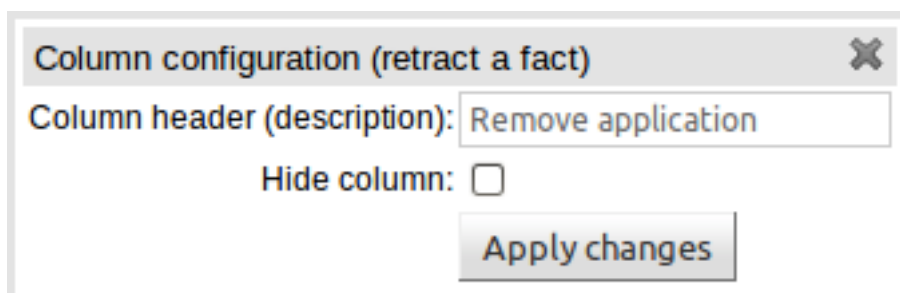 Column configuration (retract a fact)
Column header (description): Remove application
Hide column:
Apply changes